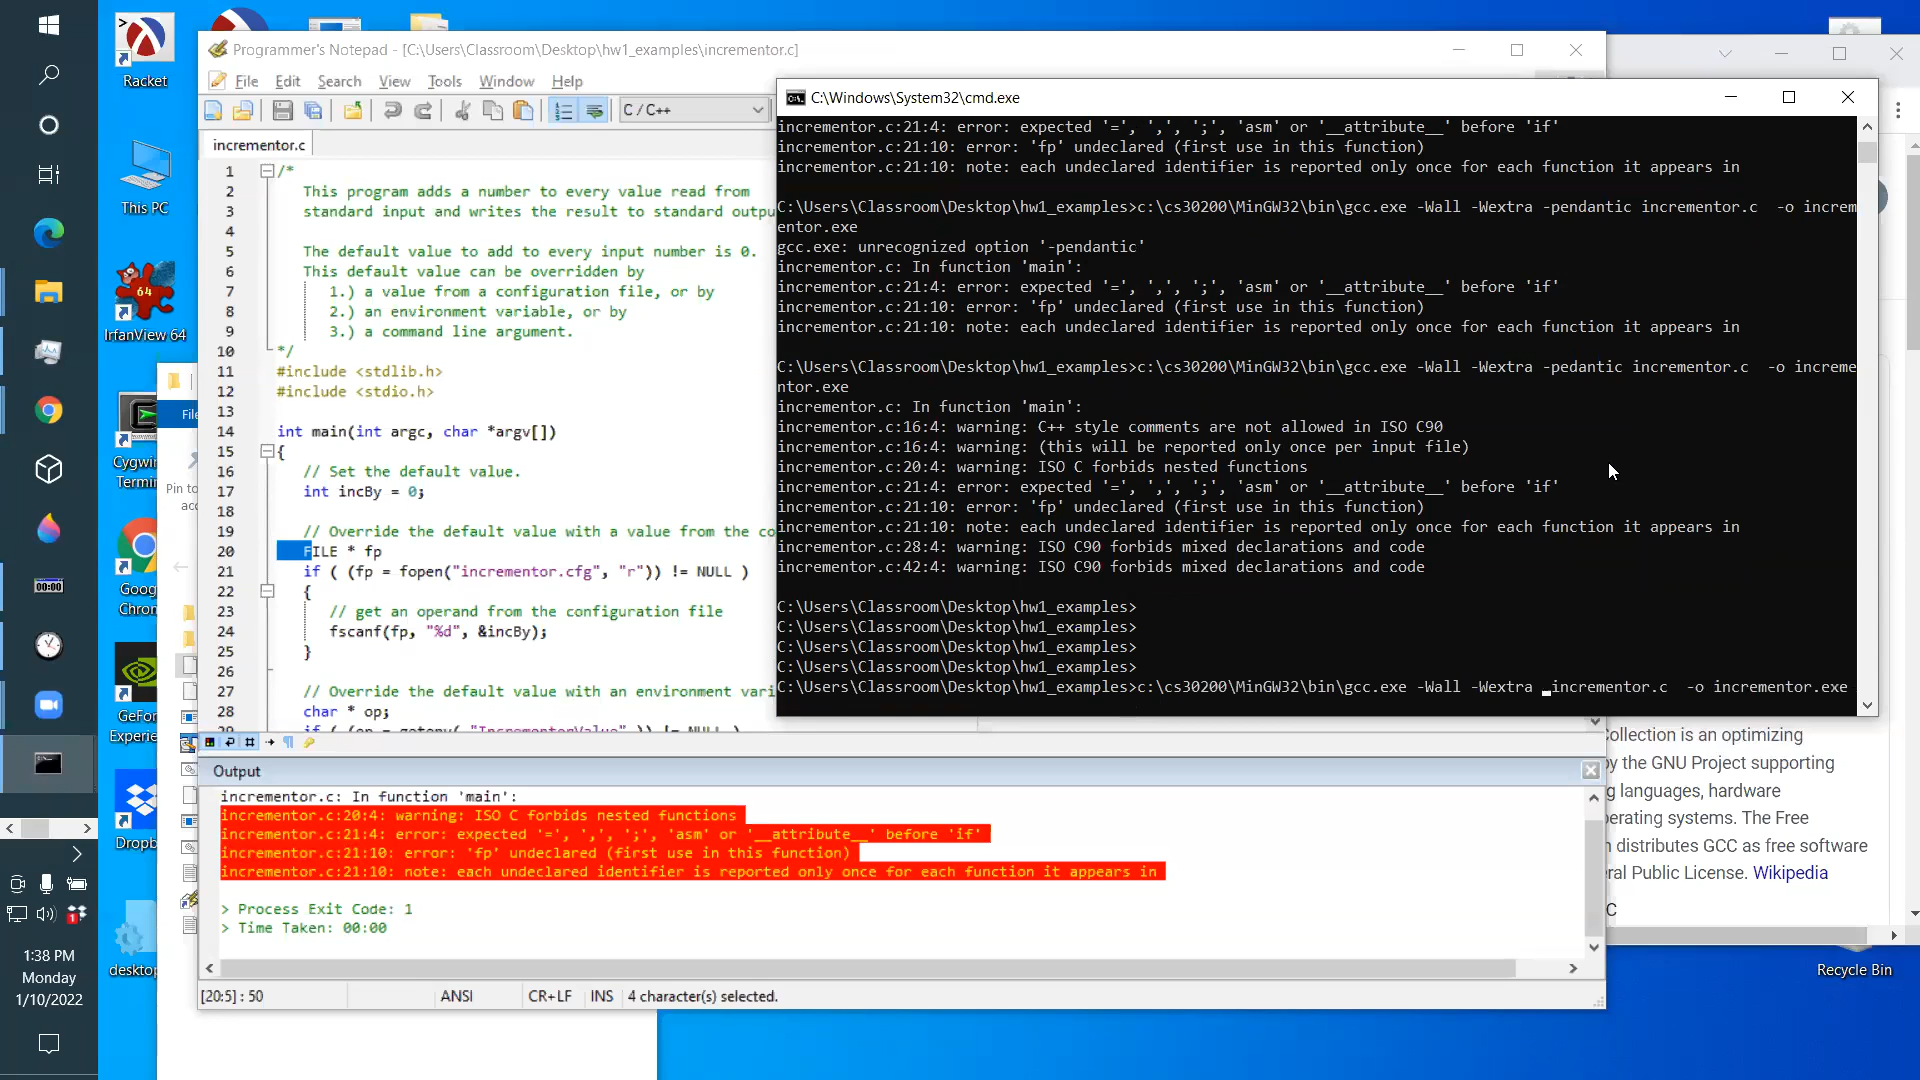 Racket
This PC
IrfanView 64
Cygwin
Termin
Goog
Chron
GeFor
Experie
Dropb
desktop
Recycle Bin
File
Pin to
acc
1:38 PM
Monday
1/10/2022
Programmer's Notepad - [C:\Users\Classroom\Desktop\hw1_examples\incrementor.c]
File Edit Search View Tools Window Help
C / C++
incrementor.c
1 /*
2 This program adds a number to every value read from
3 standard input and writes the result to standard outpu
4
5 The default value to add to every input number is 0.
6 This default value can be overridden by
7 1.) a value from a configuration file, or by
8 2.) an environment variable, or by
9 3.) a command line argument.
10 */
11 #include <stdlib.h>
12 #include <stdio.h>
13
14 int main(int argc, char *argv[])
15 {
16 // Set the default value.
17 int incBy = 0;
18
19 // Override the default value with a value from the co
20 FILE * fp
21 if ( (fp = fopen("incrementor.cfg", "r")) != NULL )
22 {
23 // get an operand from the configuration file
24 fscanf(fp, "%d", &incBy);
25 }
26
27 // Override the default value with an environment vari
28 char * op;
29 if ( (op = getenv( "IncrementorValue" )) != NULL )
C:\Windows\System32\cmd.exe
incrementor.c:21:4: error: expected '=', ',', ';', 'asm' or '__attribute__' before 'if'
incrementor.c:21:10: error: 'fp' undeclared (first use in this function)
incrementor.c:21:10: note: each undeclared identifier is reported only once for each function it appears in
C:\Users\Classroom\Desktop\hw1_examples>c:\cs30200\MinGW32\bin\gcc.exe -Wall -Wextra -pendantic incrementor.c  -o increm
entor.exe
gcc.exe: unrecognized option '-pendantic'
incrementor.c: In function 'main':
incrementor.c:21:4: error: expected '=', ',', ';', 'asm' or '__attribute__' before 'if'
incrementor.c:21:10: error: 'fp' undeclared (first use in this function)
incrementor.c:21:10: note: each undeclared identifier is reported only once for each function it appears in
C:\Users\Classroom\Desktop\hw1_examples>c:\cs30200\MinGW32\bin\gcc.exe -Wall -Wextra -pedantic incrementor.c  -o increme
ntor.exe
incrementor.c: In function 'main':
incrementor.c:16:4: warning: C++ style comments are not allowed in ISO C90
incrementor.c:16:4: warning: (this will be reported only once per input file)
incrementor.c:20:4: warning: ISO C forbids nested functions
incrementor.c:21:4: error: expected '=', ',', ';', 'asm' or '__attribute__' before 'if'
incrementor.c:21:10: error: 'fp' undeclared (first use in this function)
incrementor.c:21:10: note: each undeclared identifier is reported only once for each function it appears in
incrementor.c:28:4: warning: ISO C90 forbids mixed declarations and code
incrementor.c:42:4: warning: ISO C90 forbids mixed declarations and code
C:\Users\Classroom\Desktop\hw1_examples>
C:\Users\Classroom\Desktop\hw1_examples>
C:\Users\Classroom\Desktop\hw1_examples>
C:\Users\Classroom\Desktop\hw1_examples>
C:\Users\Classroom\Desktop\hw1_examples>c:\cs30200\MinGW32\bin\gcc.exe -Wall -Wextra _incrementor.c  -o incrementor.exe
Output
incrementor.c: In function 'main':
incrementor.c:20:4: warning: ISO C forbids nested functions
incrementor.c:21:4: error: expected '=', ',', ';', 'asm' or '__attribute__' before 'if'
incrementor.c:21:10: error: 'fp' undeclared (first use in this function)
incrementor.c:21:10: note: each undeclared identifier is reported only once for each function it appears in
> Process Exit Code: 1
> Time Taken: 00:00
[20:5] : 50 ANSI CR+LF INS 4 character(s) selected.
Collection is an optimizing
by the GNU Project supporting
g languages, hardware
perating systems. The Free
n distributes GCC as free software
eral Public License. Wikipedia
C